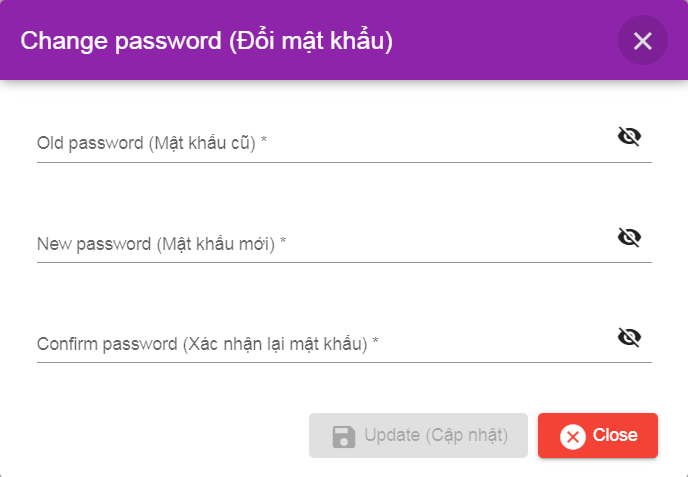 Change password (Đổi mật khẩu)
Old password (Mật khẩu cũ) *
New password (Mật khẩu mới) *
Confirm password (Xác nhận lại mật khẩu) *
Update (Cập nhật)
Close